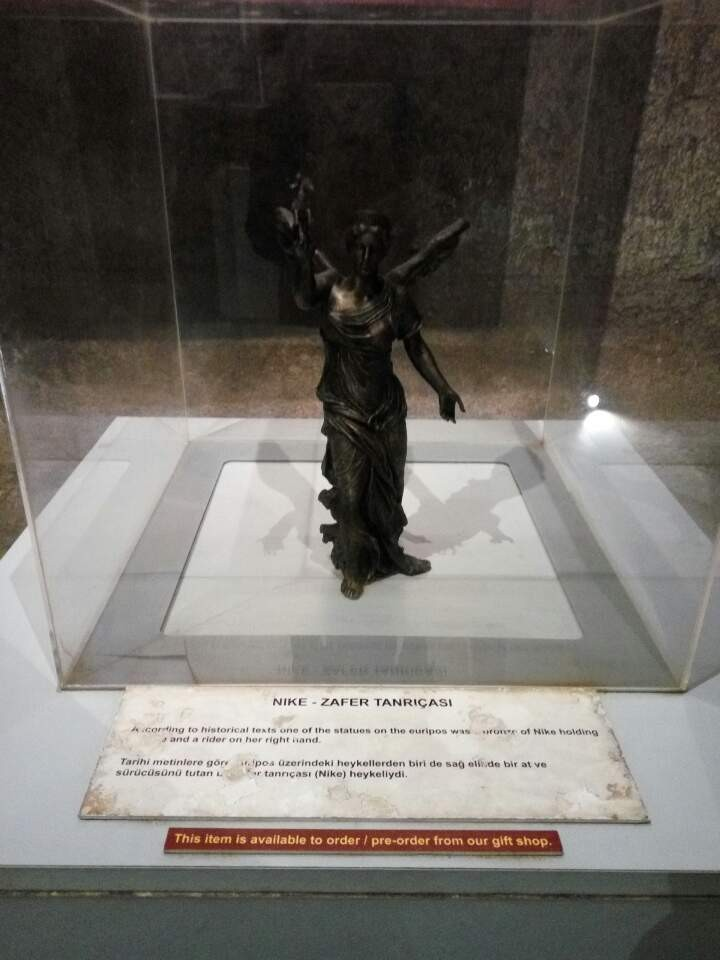 NIKE - ZAFER TANRIÇASI
According to historical texts one of the statues on the euripos was bronze of Nike holding
and a rider on her right hand.
Tarihi metinlere göre üzerindeki heykellerden biri de sağ elinde bir at ve
sürücüsünü tutan tanrıçası (Nike) heykeliydi.
This item is available to order / pre-order from our gift shop.